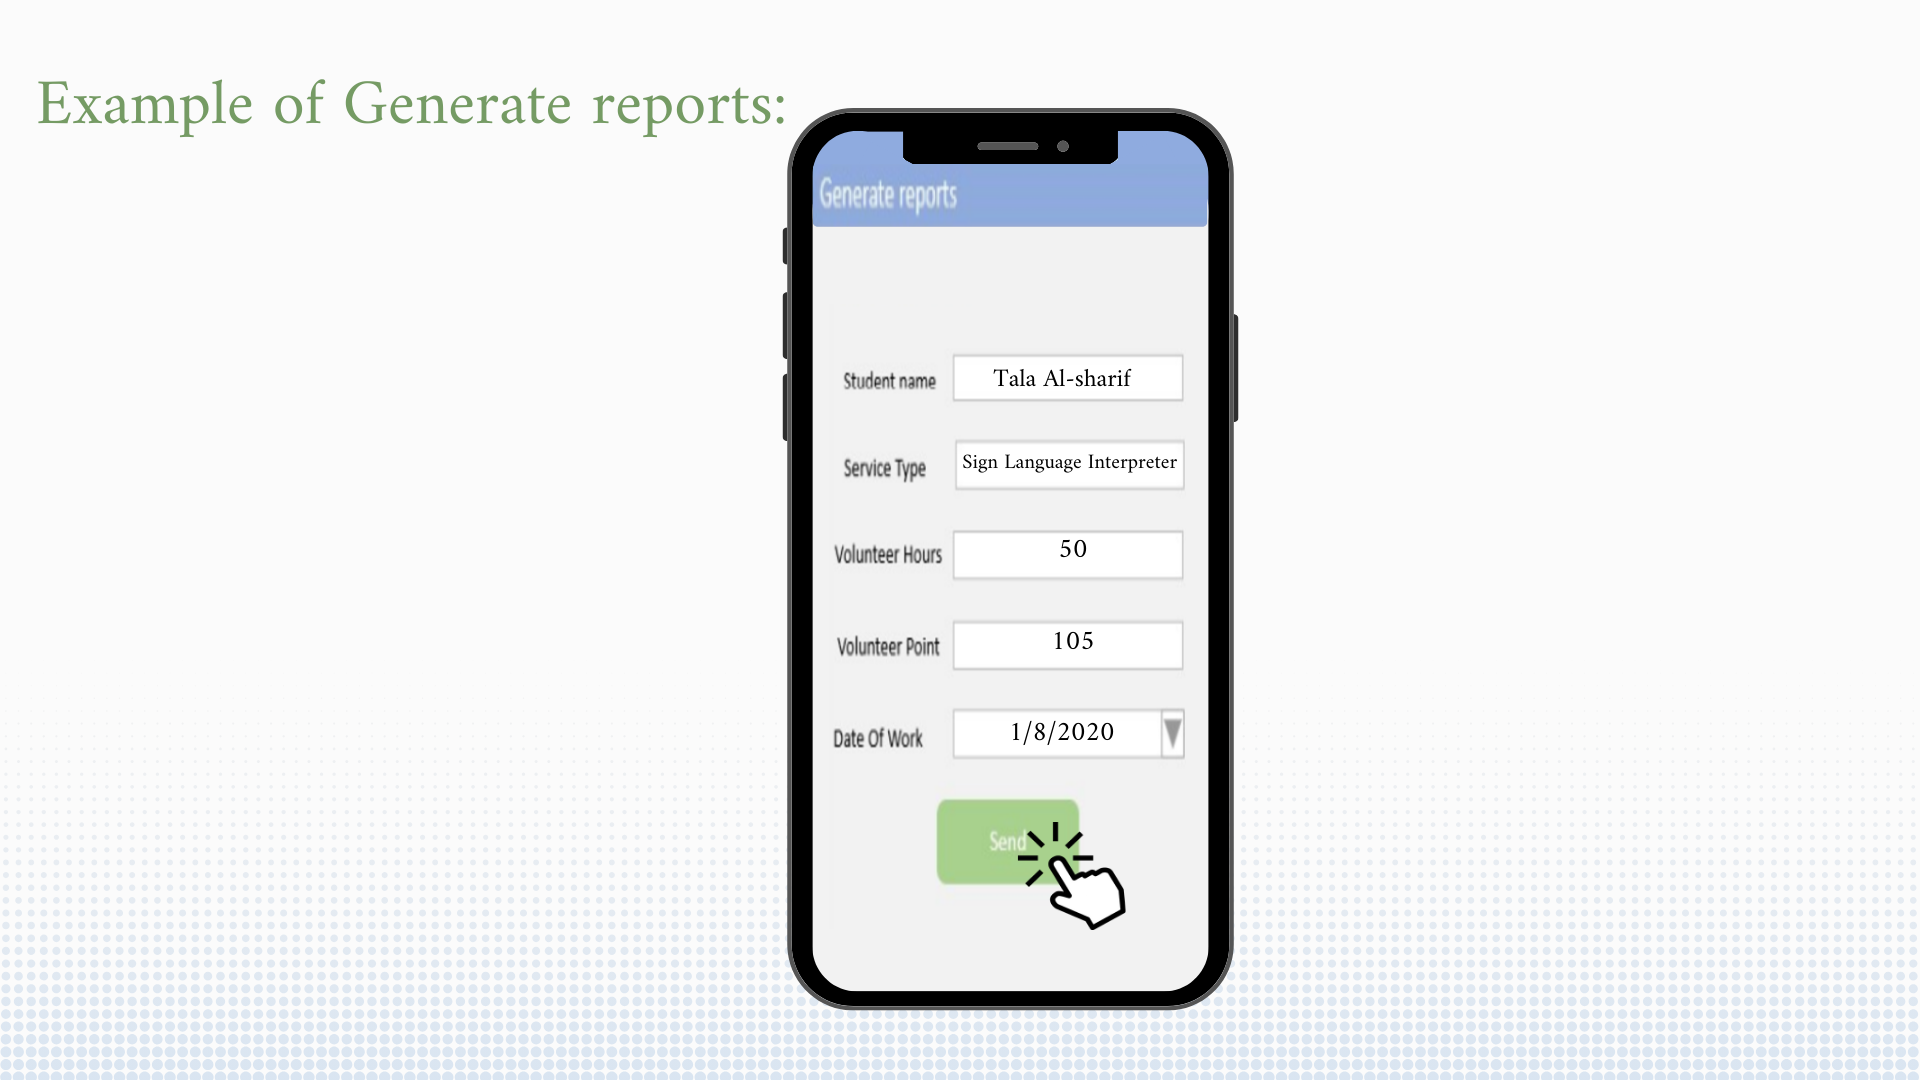 Example of Generate reports:
Generate reports
Student name Tala Al-sharif
Service Type Sign Language Interpreter
Volunteer Hours 50
Volunteer Point 105
Date Of Work 1/8/2020
Send